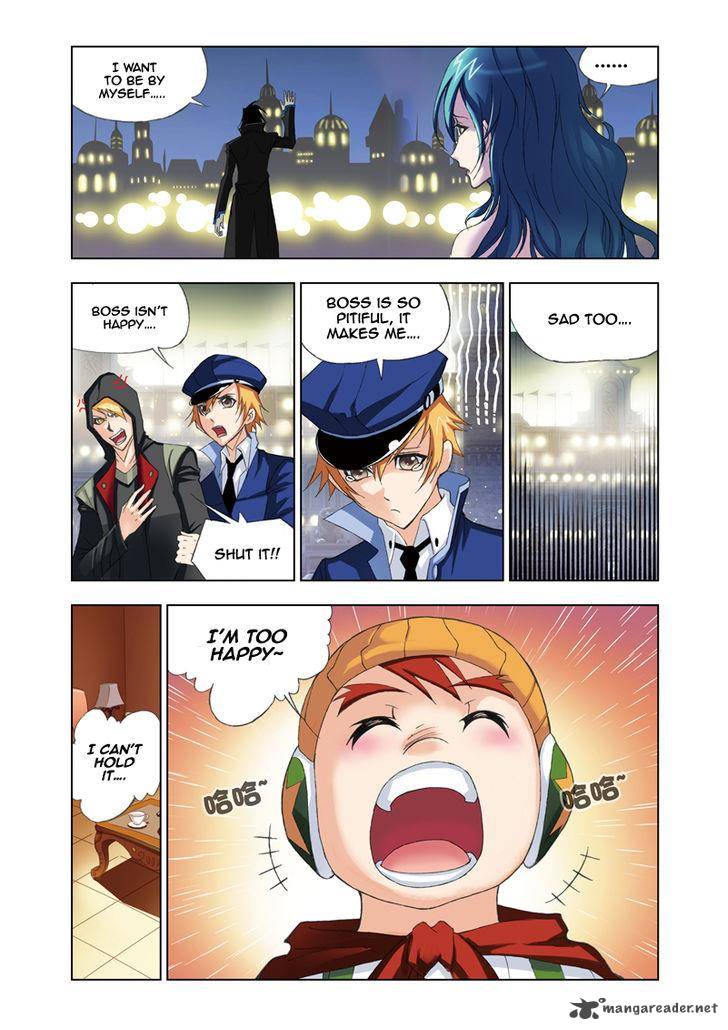 I WANT
TO BE BY
MYSELF.....
......
BOSS ISN'T
HAPPY....
SHUT IT!!
BOSS IS SO
PITIFUL, IT
MAKES ME....
SAD TOO....
I CAN'T
HOLD
IT....
I'M TOO
HAPPY~
哈哈~
哈哈~
mangareader.net